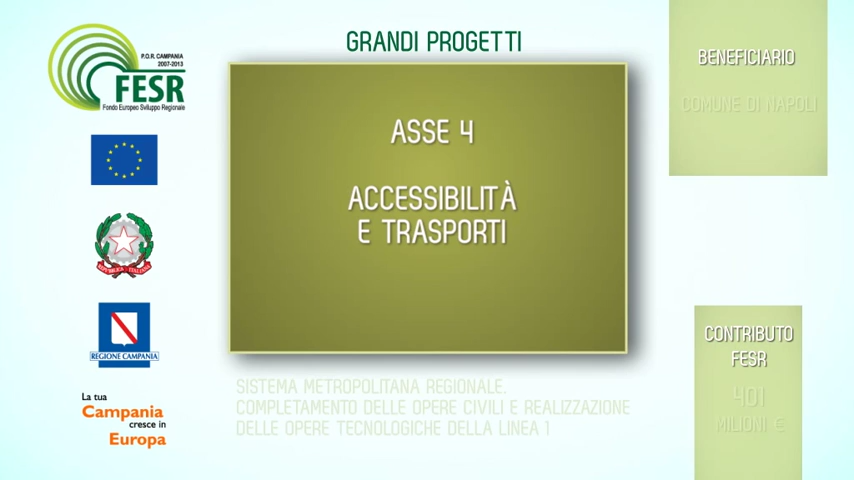 P.O.R. CAMPANIA
2007-2013
FESR
Fondo Europeo Sviluppo Regionale
REPVBBLICA ITALIANA
REGIONE CAMPANIA
La tua
Campania
cresce in
Europa
GRANDI PROGETTI
ASSE 4
ACCESSIBILITÀ
E TRASPORTI
SISTEMA METROPOLITANA REGIONALE.
COMPLETAMENTO DELLE OPERE CIVILI E REALIZZAZIONE
DELLE OPERE TECNOLOGICHE DELLA LINEA 1
BENEFICIARIO
COMUNE DI NAPOLI
CONTRIBUTO
FESR
401
MILIONI €